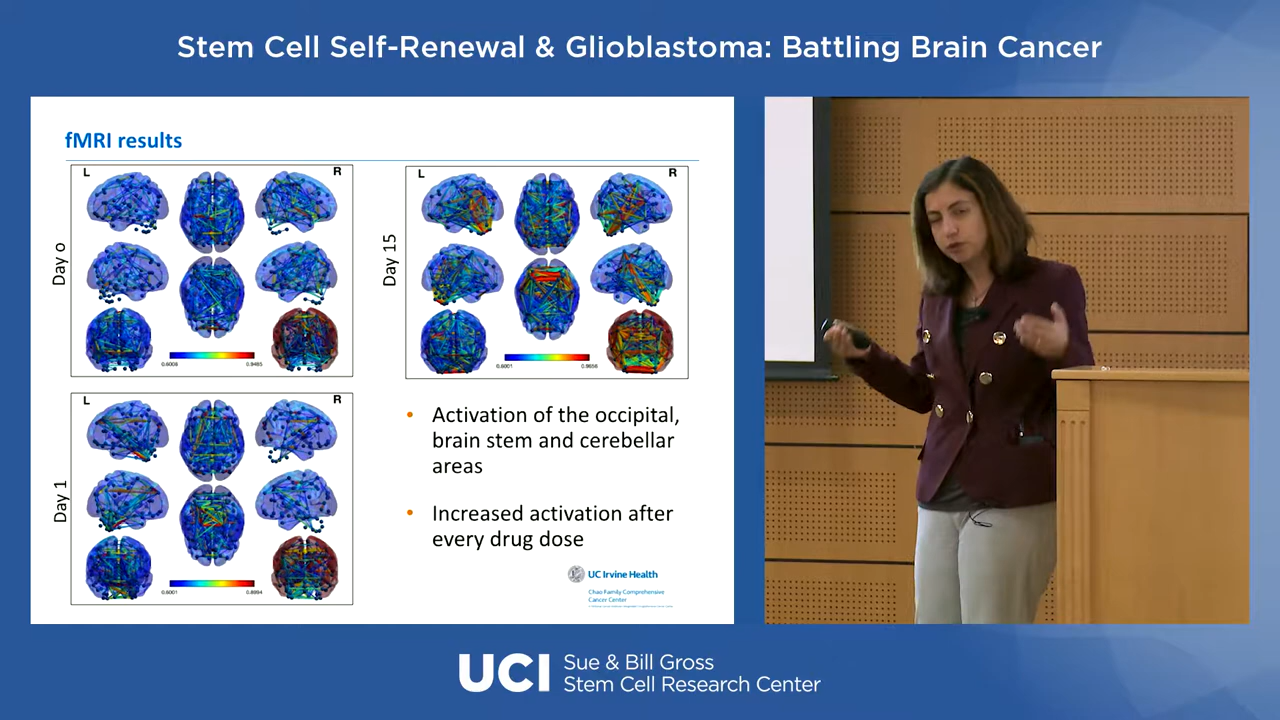 Stem Cell Self-Renewal & Glioblastoma: Battling Brain Cancer
fMRI results
L
R
Day 0
0.6006
0.9465
L
R
Day 1
0.6001
0.8994
L
R
Day 15
0.6001
0.9656
• Activation of the occipital,
brain stem and cerebellar
areas
• Increased activation after
every drug dose
UC Irvine Health
Chao Family Comprehensive
Cancer Center
UCI
Sue & Bill Gross
Stem Cell Research Center